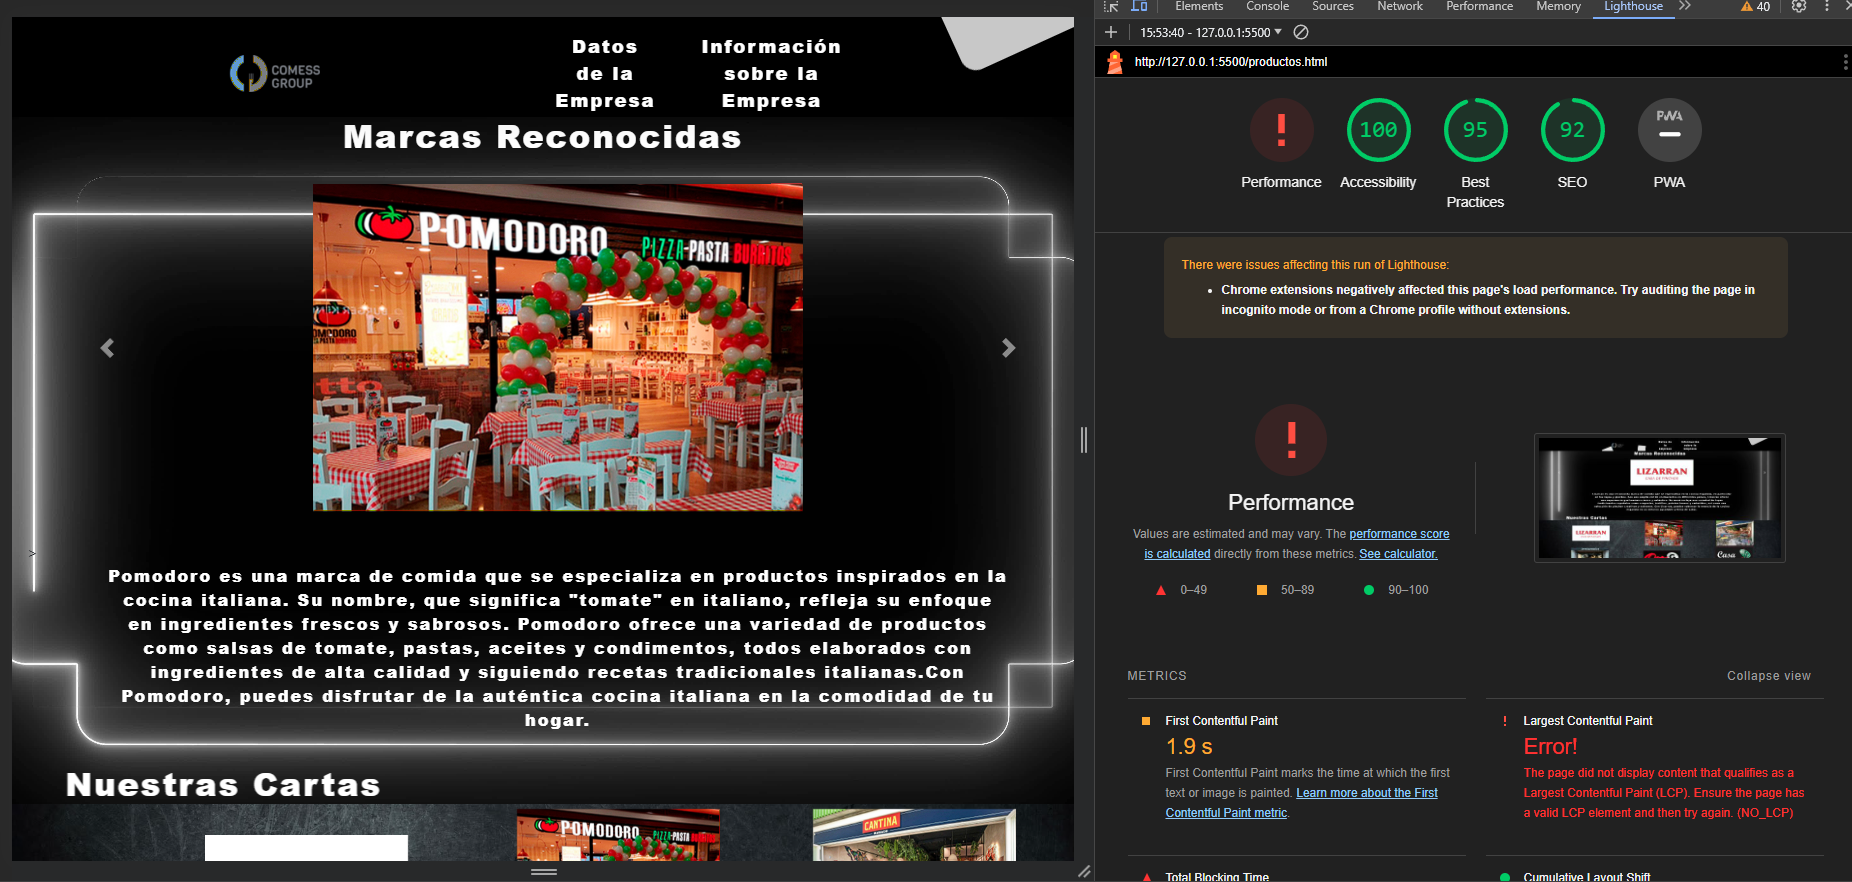 Elements Console Sources Network Performance Memory Lighthouse 40
15:53:40 - 127.0.0.1:5500
http://127.0.0.1:5500/productos.html
COMESS
GROUP
Datos
de la
Empresa
Información
sobre la
Empresa
Marcas Reconocidas
POMODORO
PIZZA-PASTA BURRITOS
>
Pomodoro es una marca de comida que se especializa en productos inspirados en la
cocina italiana. Su nombre, que significa "tomate" en italiano, refleja su enfoque
en ingredientes frescos y sabrosos. Pomodoro ofrece una variedad de productos
como salsas de tomate, pastas, aceites y condimentos, todos elaborados con
ingredientes de alta calidad y siguiendo recetas tradicionales italianas.Con
Pomodoro, puedes disfrutar de la auténtica cocina italiana en la comodidad de tu
hogar.
Nuestras Cartas
POMODORO PIZZA-PASTA BURRITOS
CANTINA
100
95
92
PWA
Performance
Accessibility
Best
Practices
SEO
PWA
There were issues affecting this run of Lighthouse:
• Chrome extensions negatively affected this page's load performance. Try auditing the page in
incognito mode or from a Chrome profile without extensions.
Performance
Values are estimated and may vary. The performance score
is calculated directly from these metrics. See calculator.
0–49
50–89
90–100
Marcas Reconocidas
LIZARRAN
Nuestras Cartas
LIZARRAN
Casa
METRICS
Collapse view
First Contentful Paint
1.9 s
First Contentful Paint marks the time at which the first
text or image is painted. Learn more about the First
Contentful Paint metric.
Largest Contentful Paint
Error!
The page did not display content that qualifies as a
Largest Contentful Paint (LCP). Ensure the page has
a valid LCP element and then try again. (NO_LCP)
Total Blocking Time
Cumulative Layout Shift